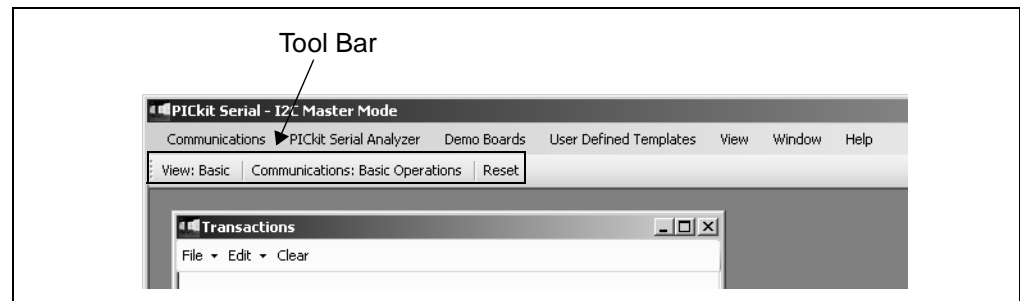 Tool Bar
PICkit Serial - I2C Master Mode
Communications PICkit Serial Analyzer Demo Boards User Defined Templates View Window Help
View: Basic Communications: Basic Operations Reset
Transactions
File Edit Clear